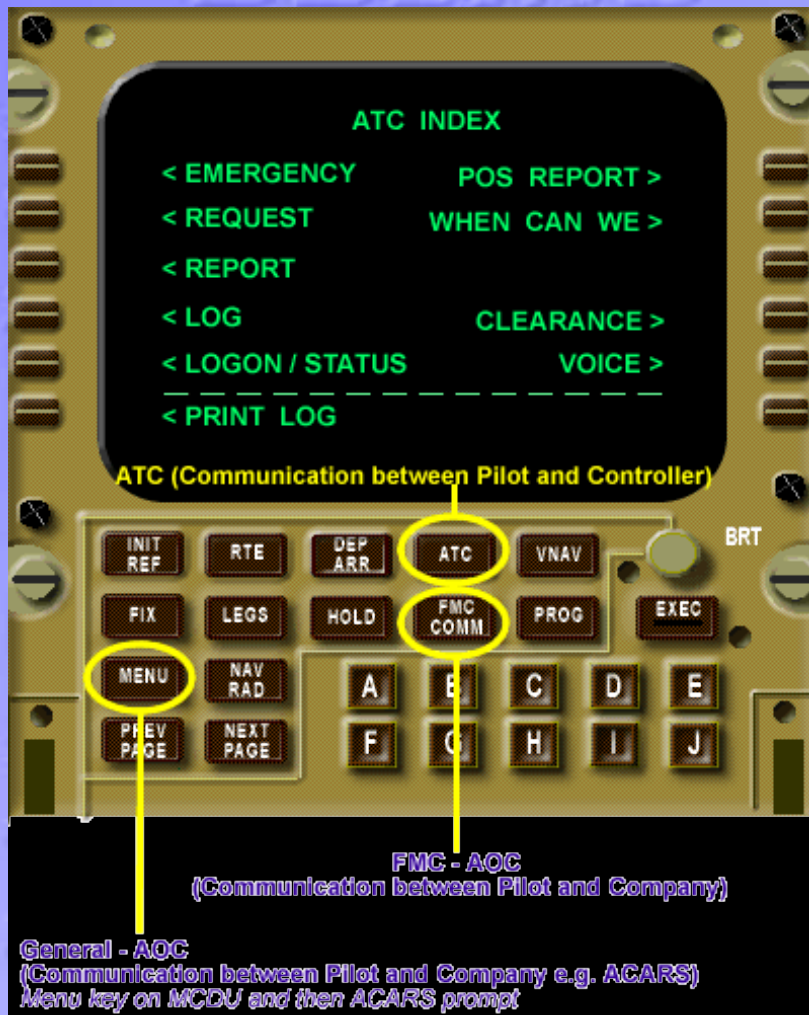 ATC INDEX
< EMERGENCY POS REPORT >
< REQUEST WHEN CAN WE >
< REPORT
< LOG CLEARANCE >
< LOGON / STATUS VOICE >
< PRINT LOG
ATC (Communication between Pilot and Controller)
BRT
INIT REF RTE DEP ARR ATC VNAV
FIX LEGS HOLD FMC COMM PROG EXEC
MENU NAV RAD
A B C D E
PREV PAGE NEXT PAGE
F G H I J
FMC - AOC
(Communication between Pilot and Company)
General - AOC
(Communication between Pilot and Company e.g. ACARS)
Menu key on MCDU and then ACARS prompt